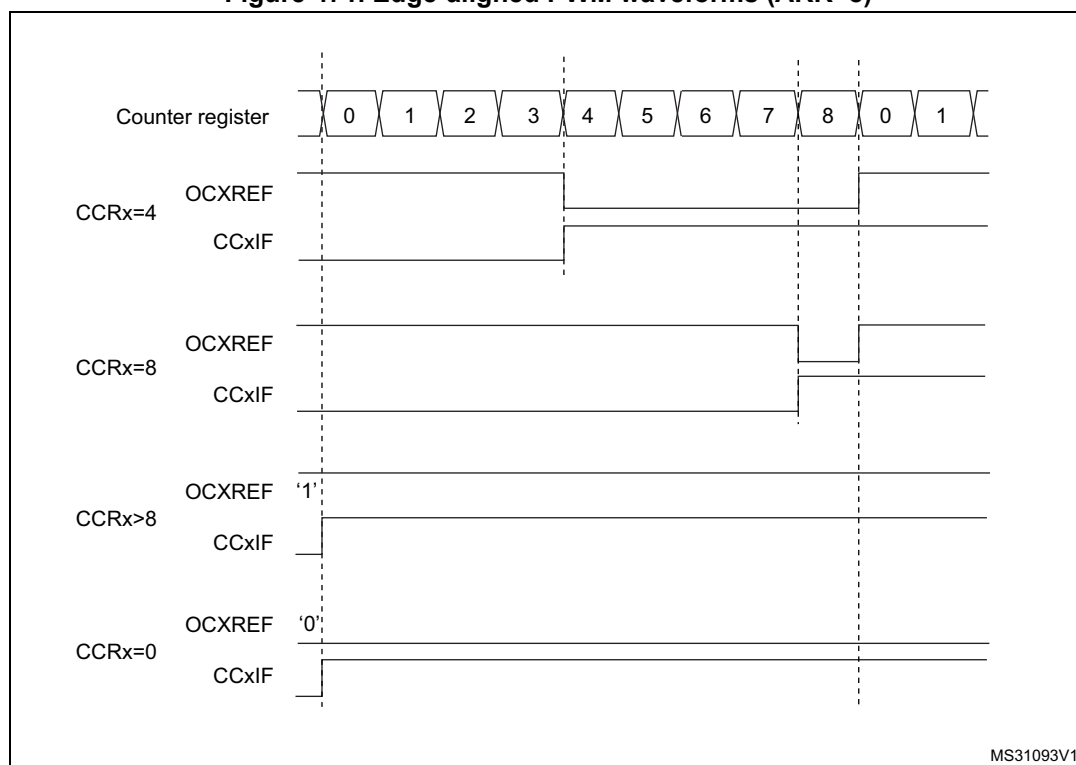 Counter register 0 1 2 3 4 5 6 7 8 0 1
OCXREF
CCRx=4
CCxIF
OCXREF
CCRx=8
CCxIF
OCXREF ‘1’
CCRx>8
CCxIF
OCXREF ‘0’
CCRx=0
CCxIF
MS31093V1